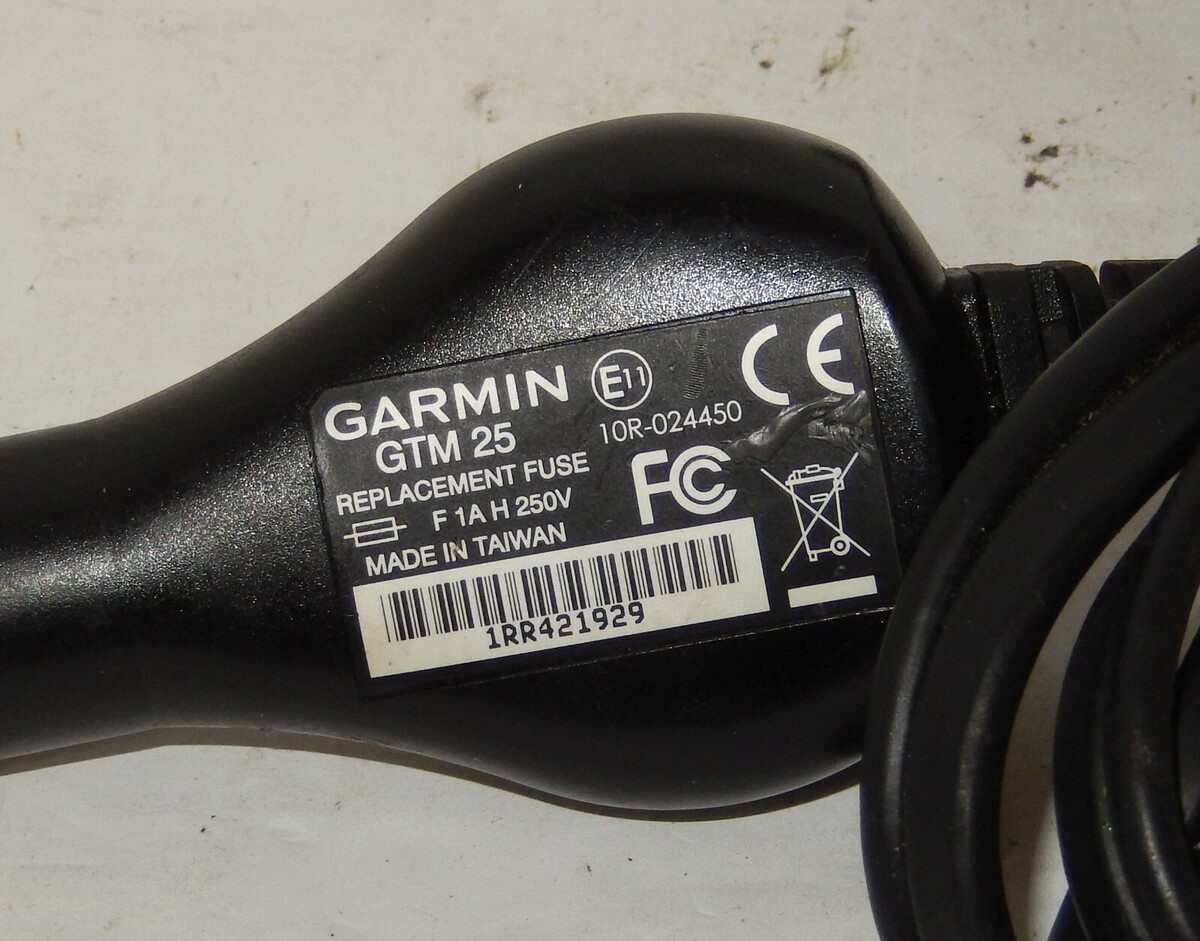 GARMIN
GTM 25
E11
10R-024450
CE
REPLACEMENT FUSE
F 1A H 250V
MADE IN TAIWAN
FC
1RR421929